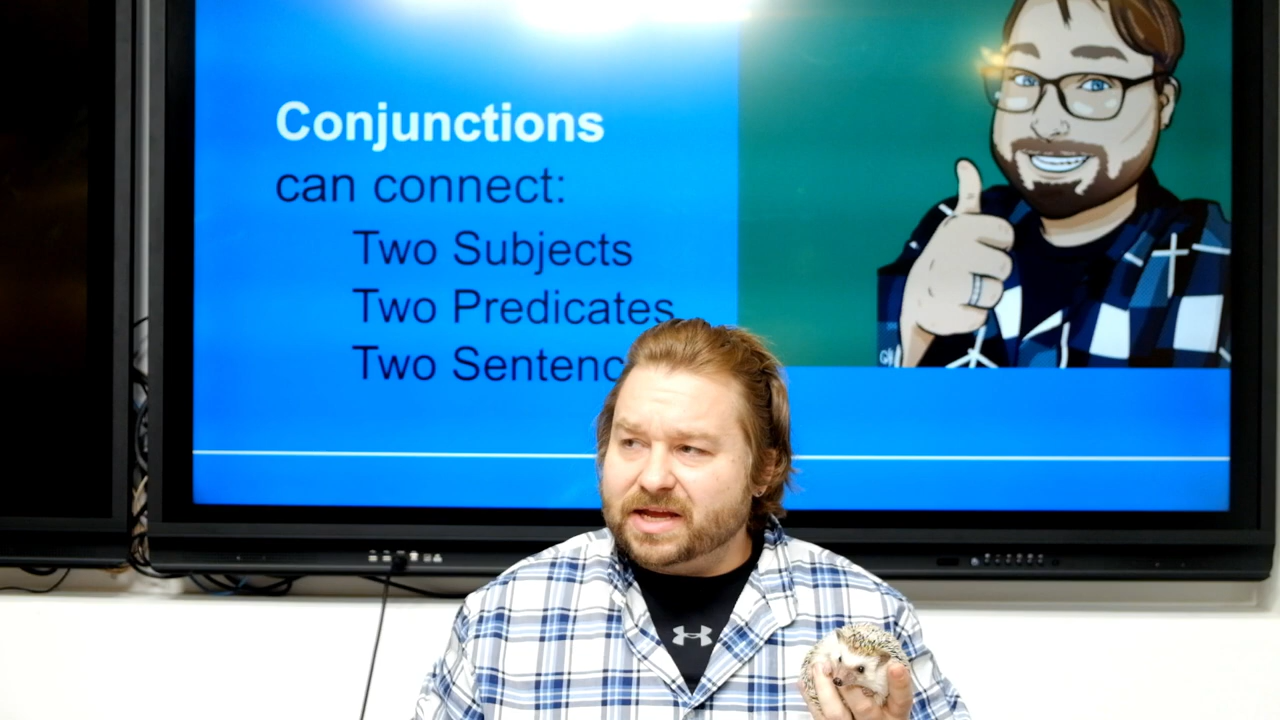 Conjunctions
can connect:
Two Subjects
Two Predicates
Two